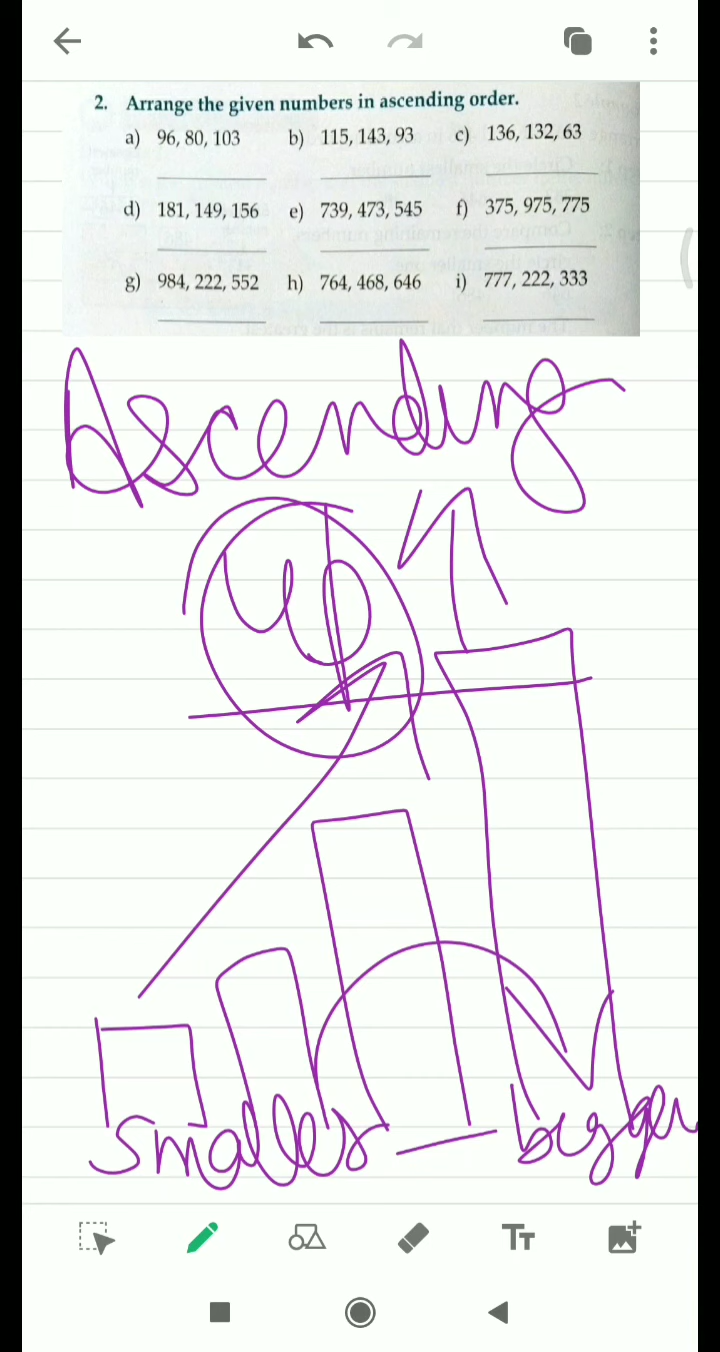 2. Arrange the given numbers in ascending order.
a) 96, 80, 103 b) 115, 143, 93 c) 136, 132, 63
d) 181, 149, 156 e) 739, 473, 545 f) 375, 975, 775
g) 984, 222, 552 h) 764, 468, 646 i) 777, 222, 333
Ascending
up
smaller – bigger
TT